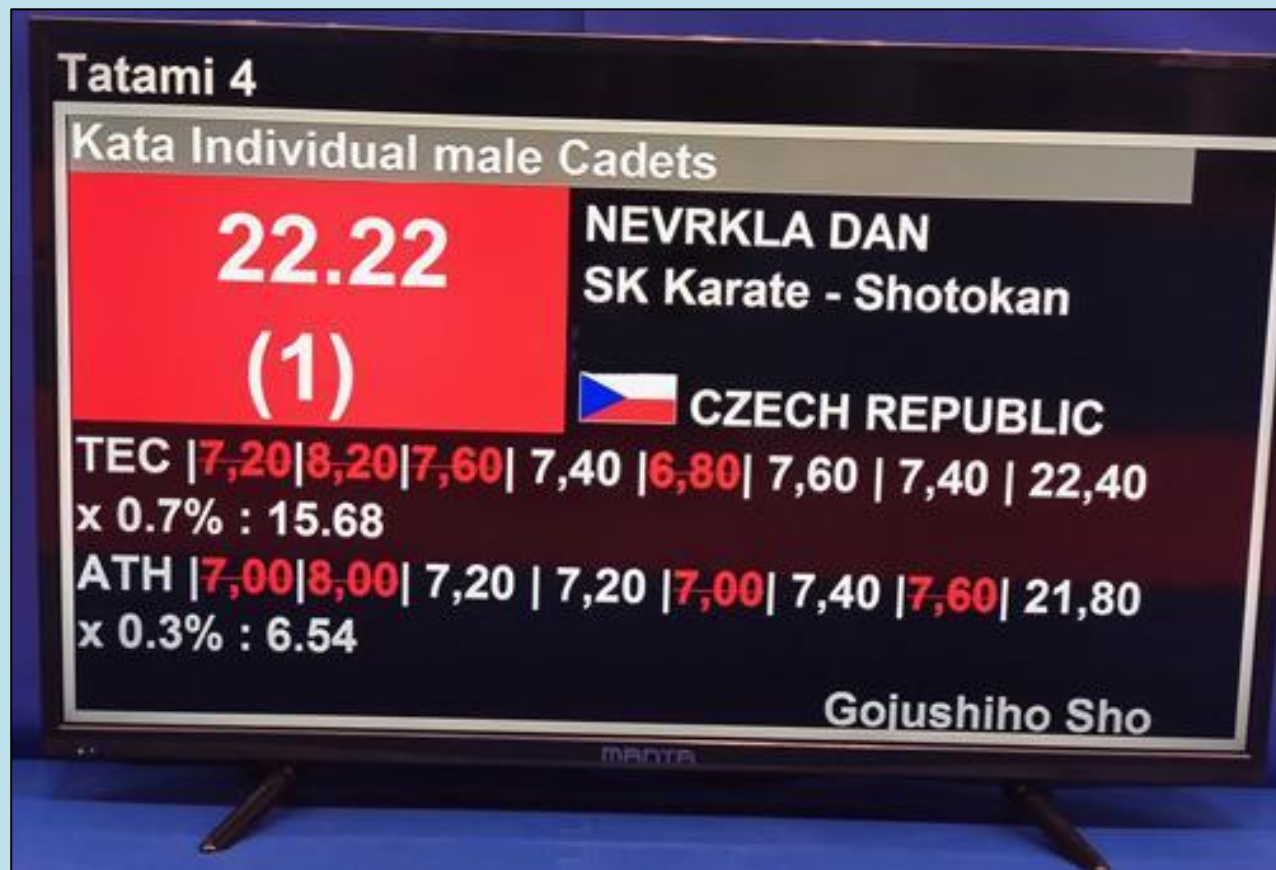 Tatami 4
Kata Individual male Cadets
22.22
(1)
NEVRKLA DAN
SK Karate - Shotokan
CZECH REPUBLIC
TEC |7,20|8,20|7,60| 7,40 |6,80| 7,60 | 7,40 | 22,40
x 0.7% : 15.68
ATH |7,00|8,00| 7,20 | 7,20 |7,00| 7,40 |7,60| 21,80
x 0.3% : 6.54
Gojushiho Sho
MANTA